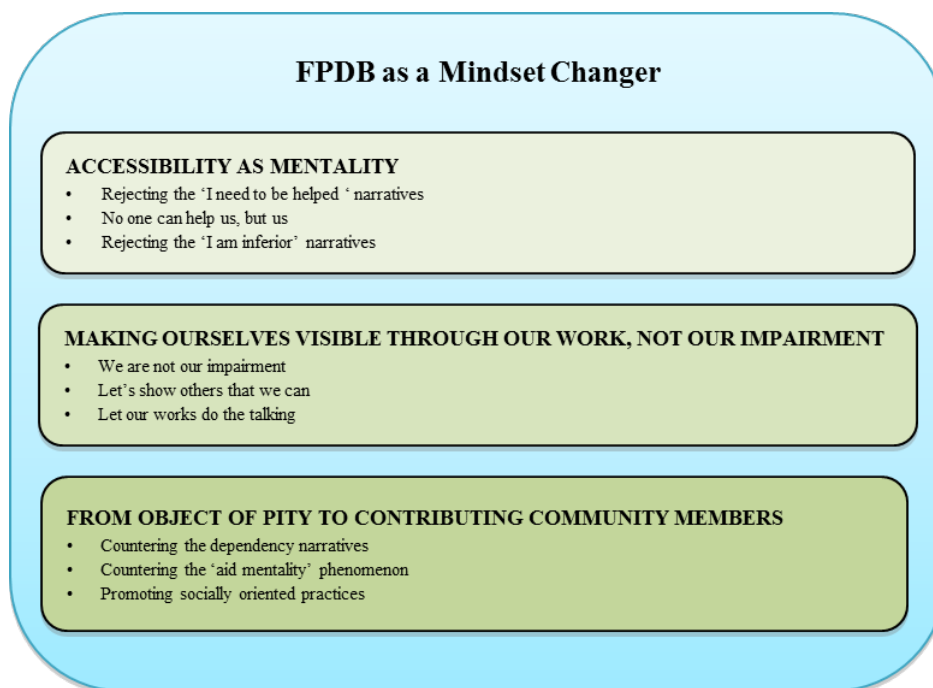 FPDB as a Mindset Changer
ACCESSIBILITY AS MENTALITY
• Rejecting the ‘I need to be helped ‘ narratives
• No one can help us, but us
• Rejecting the ‘I am inferior’ narratives
MAKING OURSELVES VISIBLE THROUGH OUR WORK, NOT OUR IMPAIRMENT
• We are not our impairment
• Let’s show others that we can
• Let our works do the talking
FROM OBJECT OF PITY TO CONTRIBUTING COMMUNITY MEMBERS
• Countering the dependency narratives
• Countering the ‘aid mentality’ phenomenon
• Promoting socially oriented practices